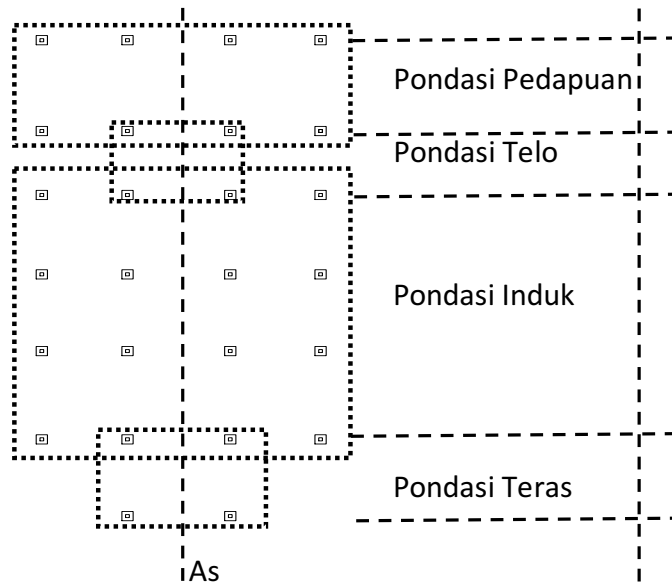 Pondasi Pedapuan
Pondasi Telo
Pondasi Induk
Pondasi Teras
As